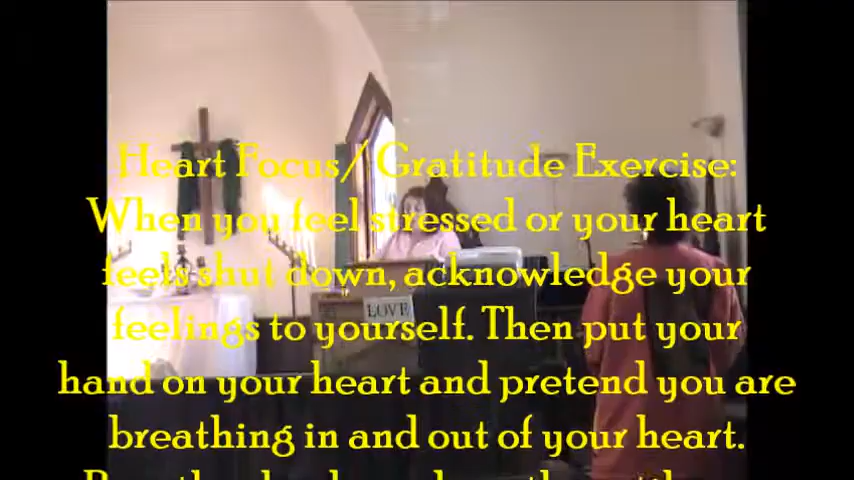 Heart Focus/ Gratitude Exercise:
When you feel stressed or your heart
feels shut down, acknowledge your
feelings to yourself. Then put your
hand on your heart and pretend you are
breathing in and out of your heart.
LOVE